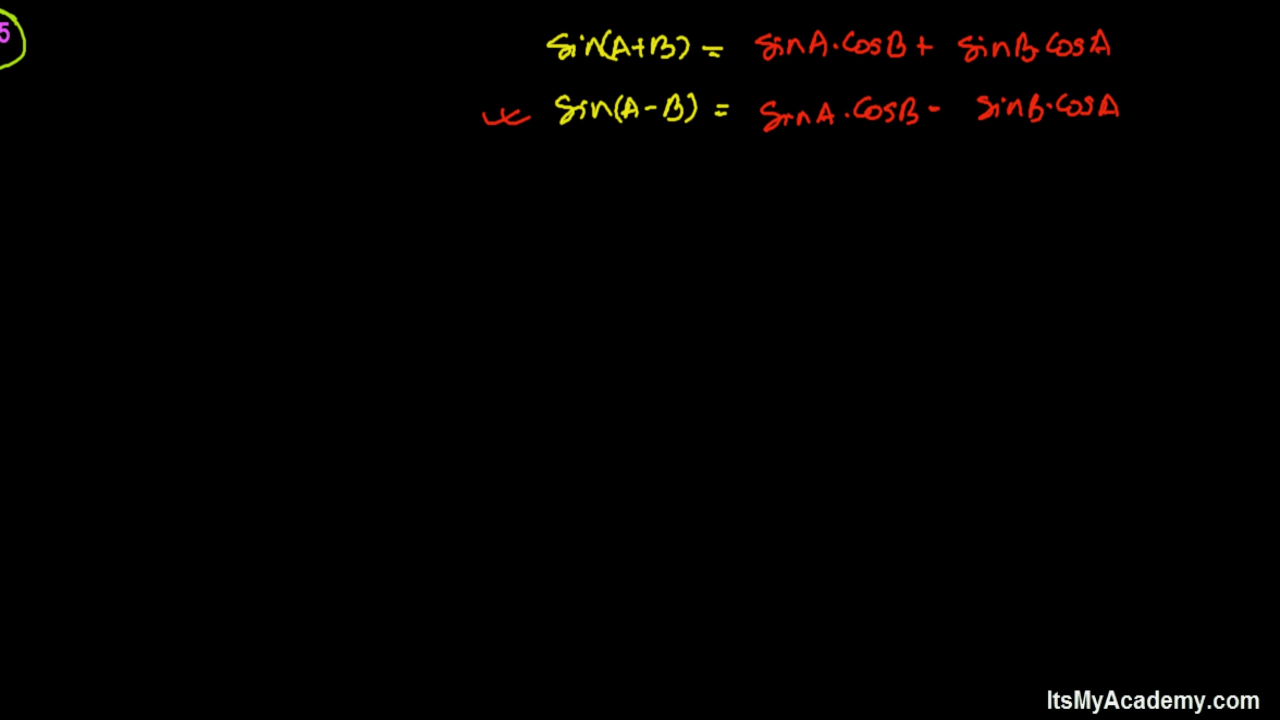 5
sin(A+B) = sinA.cosB + sinB.cosA
sin(A-B) = sinA.cosB - sinB.cosA
ItsMyAcademy.com